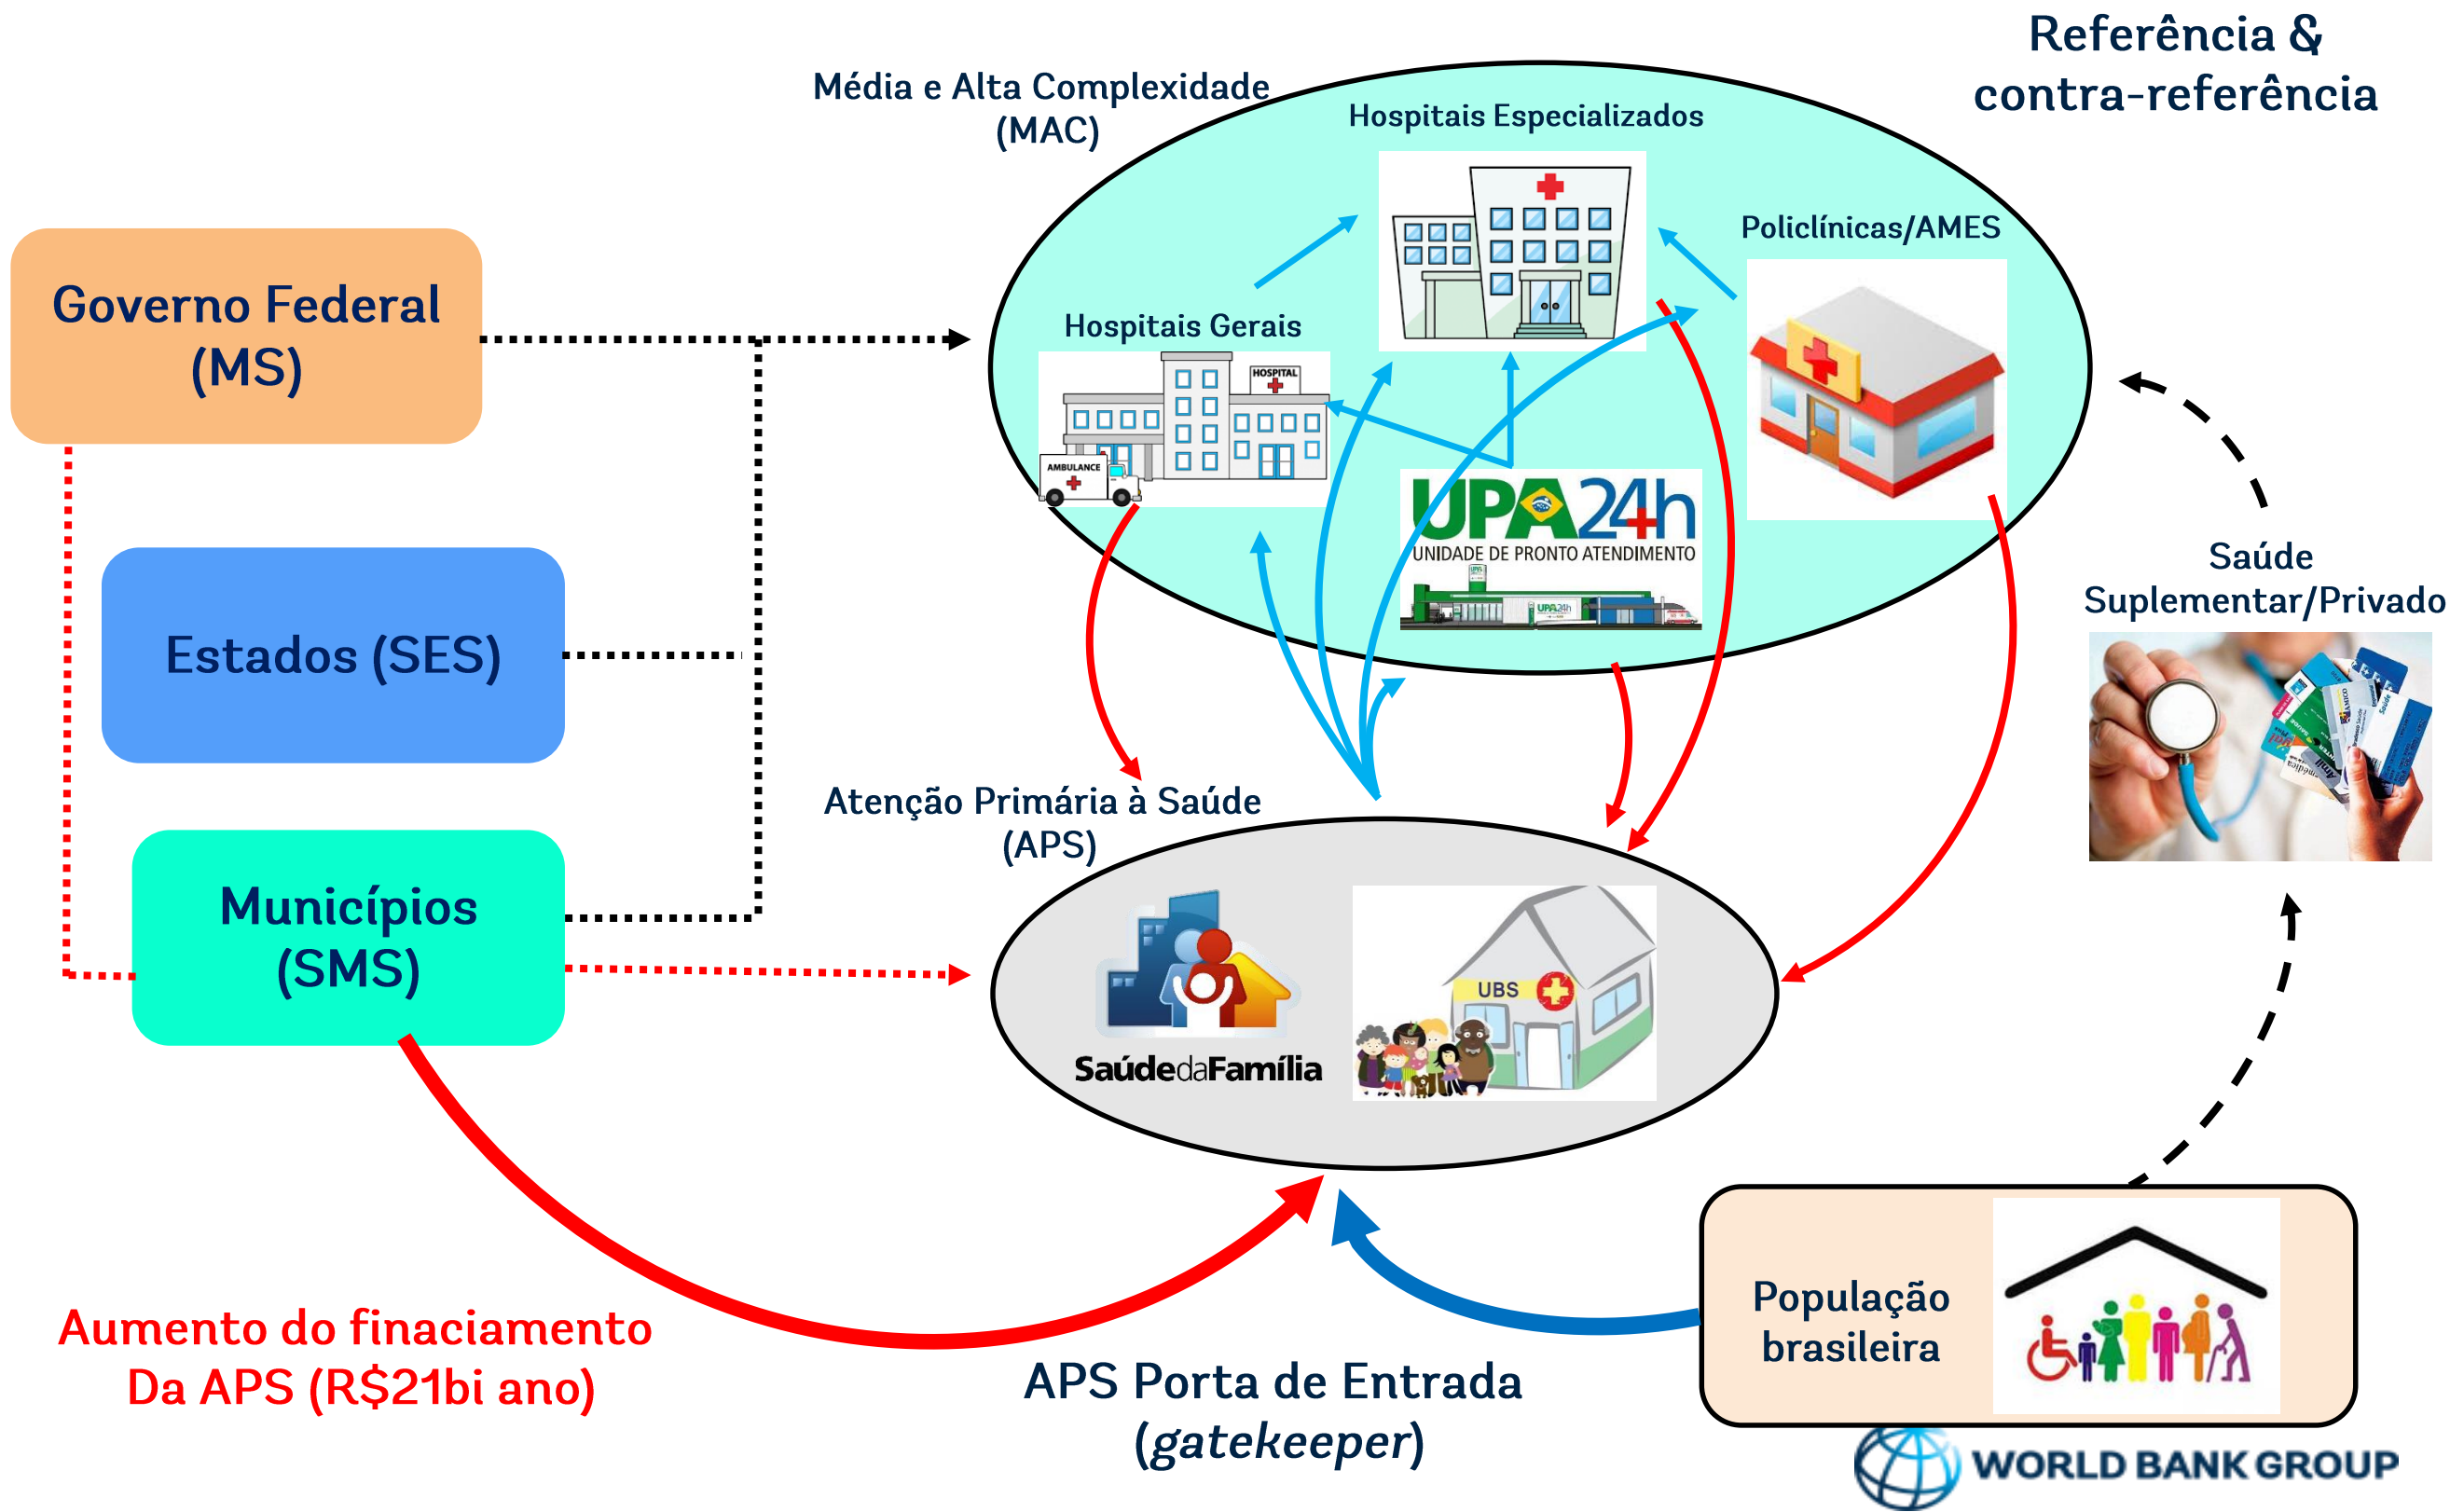 Referência &
contra-referência
Média e Alta Complexidade
(MAC)
Hospitais Especializados
Policlínicas/AMES
Governo Federal
(MS)
Hospitais Gerais
HOSPITAL
AMBULANCE
UPA24h
UNIDADE DE PRONTO ATENDIMENTO
UPA24h
Estados (SES)
Saúde
Suplementar/Privado
Atenção Primária à Saúde
(APS)
Municípios
(SMS)
UBS
SaúdedaFamília
População
brasileira
Aumento do finaciamento
Da APS (R$21bi ano)
APS Porta de Entrada
(gatekeeper)
WORLD BANK GROUP